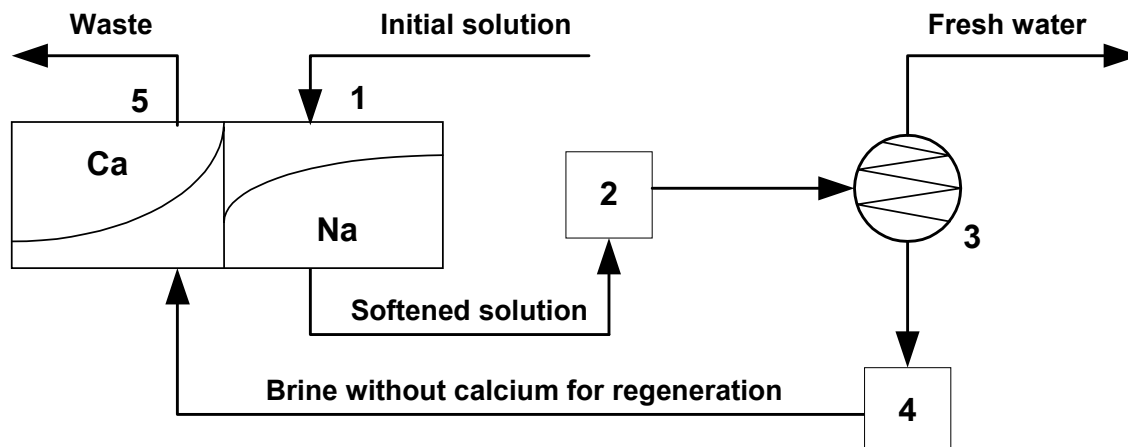 Waste
Initial solution
Fresh water
5
1
Ca
Na
2
3
Softened solution
Brine without calcium for regeneration
4